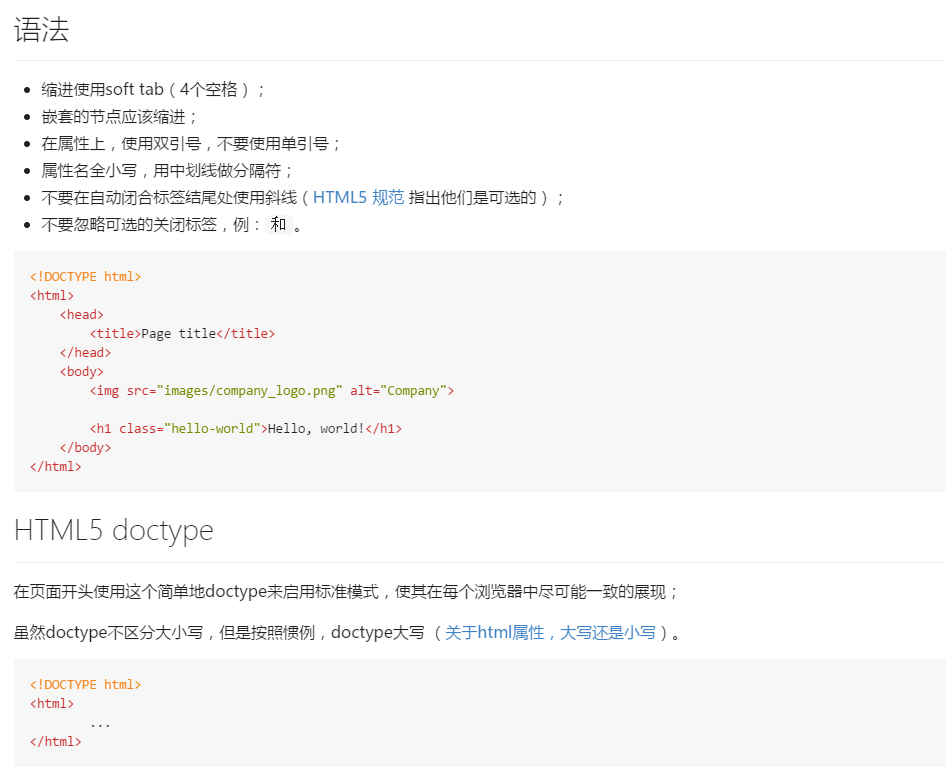 语法
缩进使用soft tab（4个空格）；
嵌套的节点应该缩进；
在属性上，使用双引号，不要使用单引号；
属性名全小写，用中划线做分隔符；
不要在自动闭合标签结尾处使用斜线（HTML5 规范 指出他们是可选的）；
不要忽略可选的关闭标签，例： 和 。
<!DOCTYPE html>
<html>
    <head>
        <title>Page title</title>
    </head>
    <body>
        <img src="images/company_logo.png" alt="Company">
        <h1 class="hello-world">Hello, world!</h1>
    </body>
</html>
HTML5 doctype
在页面开头使用这个简单地doctype来启用标准模式，使其在每个浏览器中尽可能一致的展现；
虽然doctype不区分大小写，但是按照惯例，doctype大写 （关于html属性，大写还是小写）。
<!DOCTYPE html>
<html>
        ...
</html>